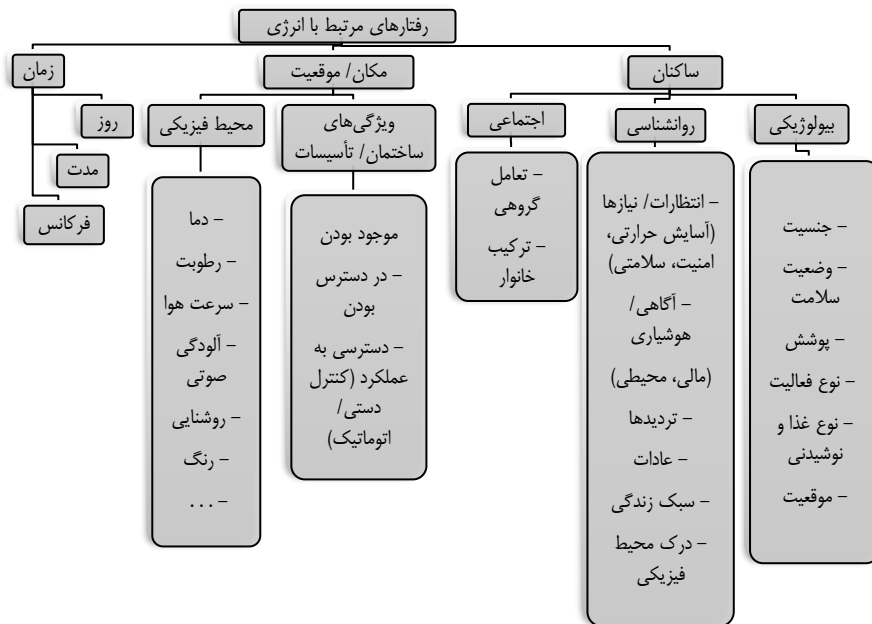 رفتارهای مرتبط با انرژی
ساکنان
مکان/ موقعیت
زمان
بیولوژیکی
روانشناسی
اجتماعی
ویژگی‌های
ساختمان/ تأسیسات
محیط فیزیکی
روز
مدت
فرکانس
– جنسیت
– وضعیت
سلامت
– پوشش
– نوع فعالیت
– نوع غذا و
نوشیدنی
– موقعیت
– انتظارات/ نیازها
(آسایش حرارتی،
امنیت، سلامتی)
– آگاهی/
هوشیاری
(مالی، محیطی)
– تردیدها
– عادات
– سبک زندگی
– درک محیط
فیزیکی
– تعامل
گروهی
– ترکیب
خانوار
موجود بودن
– در دسترس
بودن
– دسترسی به
عملکرد (کنترل
دستی/
اتوماتیک)
– دما
– رطوبت
– سرعت هوا
– آلودگی
صوتی
– روشنایی
– رنگ
– . . .